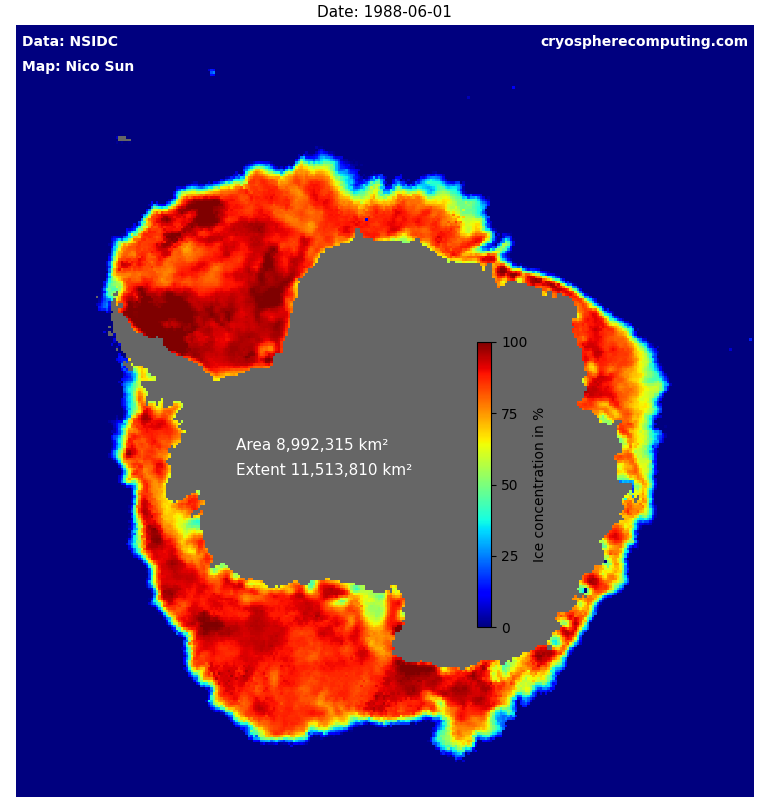 Date: 1988-06-01
Data: NSIDC
cryospherecomputing.com
Map: Nico Sun
100
75
50
25
0
Ice concentration in %
Area 8,992,315 km²
Extent 11,513,810 km²